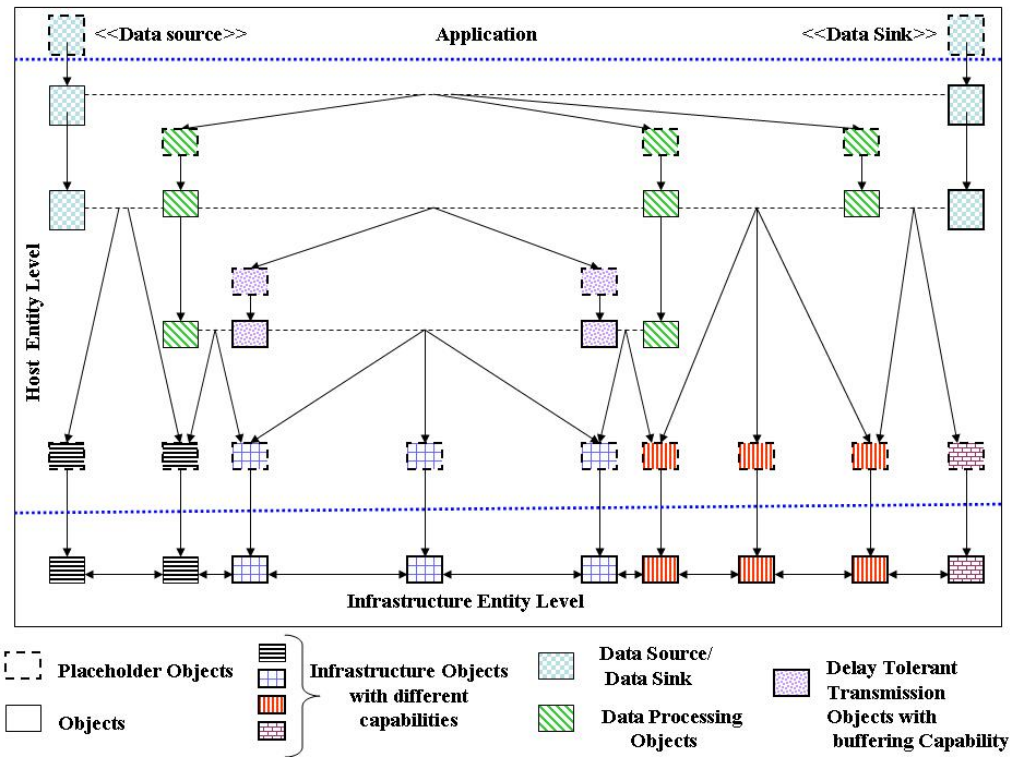 <<Data source>>
Application
<<Data Sink>>
Host Entity Level
Infrastructure Entity Level
Placeholder Objects
Objects
Infrastructure Objects
with different
capabilities
Data Source/
Data Sink
Data Processing
Objects
Delay Tolerant
Transmission
Objects with
buffering Capability